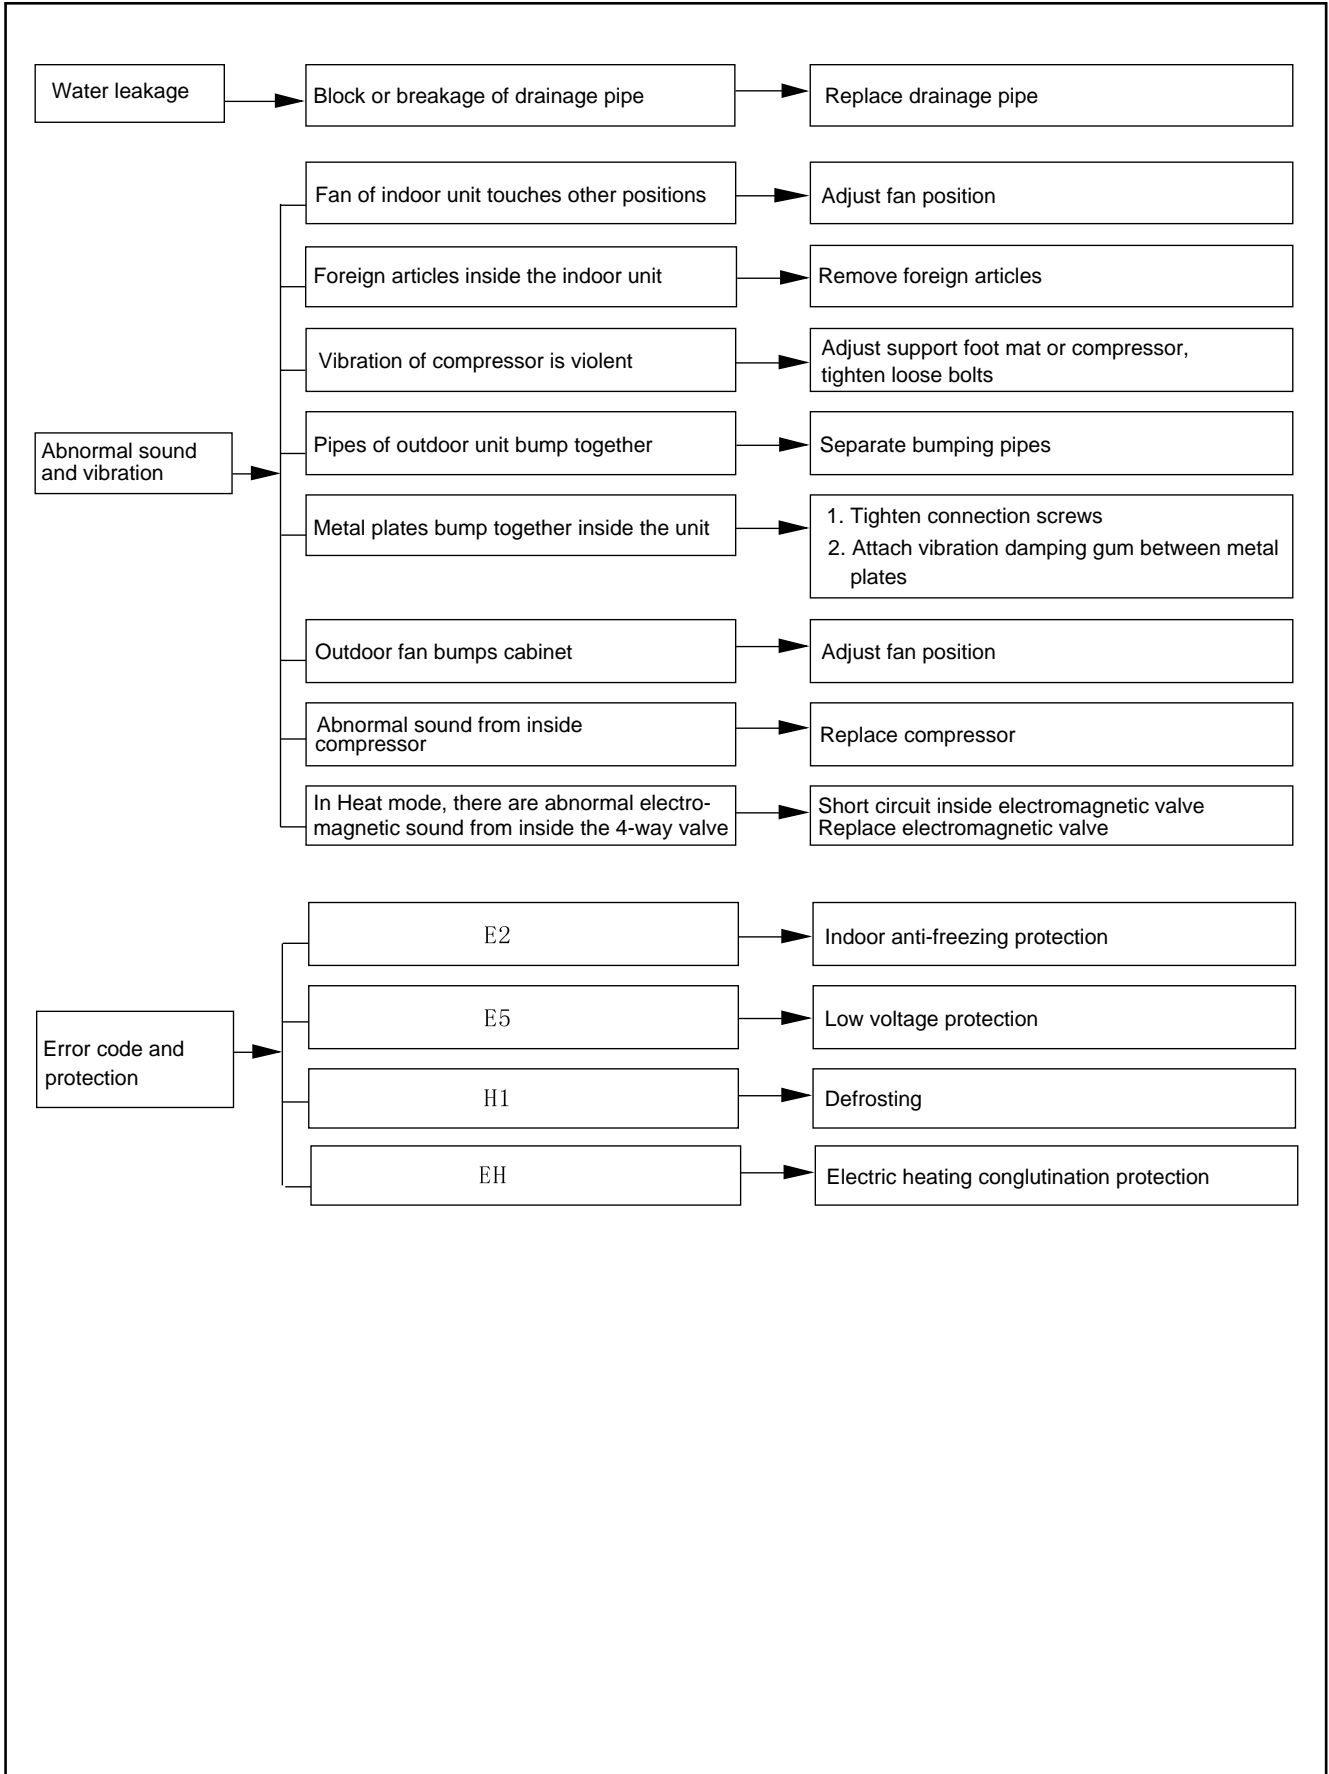 Water leakage
Block or breakage of drainage pipe
Replace drainage pipe
Abnormal sound
and vibration
Fan of indoor unit touches other positions
Adjust fan position
Foreign articles inside the indoor unit
Remove foreign articles
Vibration of compressor is violent
Adjust support foot mat or compressor,
tighten loose bolts
Pipes of outdoor unit bump together
Separate bumping pipes
Metal plates bump together inside the unit
1. Tighten connection screws
2. Attach vibration damping gum between metal
plates
Outdoor fan bumps cabinet
Adjust fan position
Abnormal sound from inside
compressor
Replace compressor
In Heat mode, there are abnormal electro-
magnetic sound from inside the 4-way valve
Short circuit inside electromagnetic valve
Replace electromagnetic valve
Error code and
protection
E2
Indoor anti-freezing protection
E5
Low voltage protection
H1
Defrosting
EH
Electric heating conglutination protection